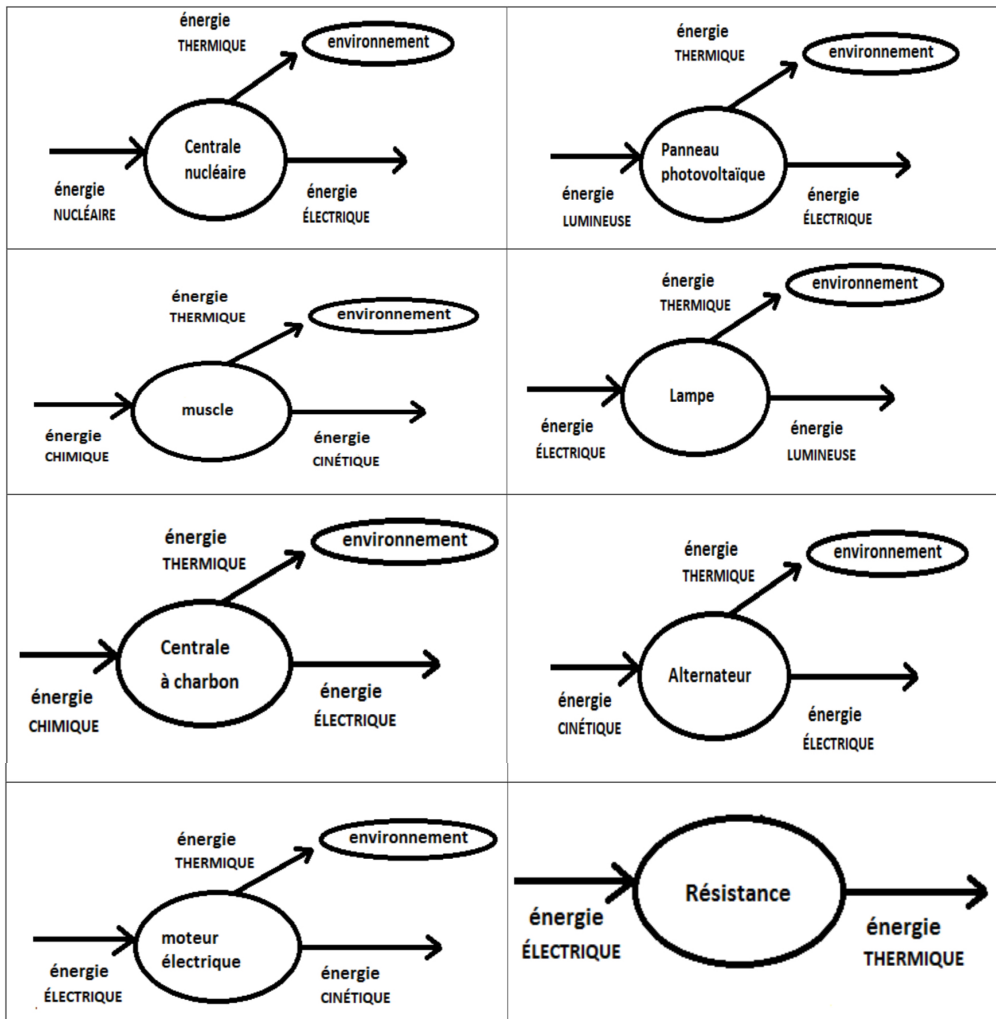 énergie
THERMIQUE
environnement
Centrale
nucléaire
énergie
NUCLÉAIRE
énergie
ÉLECTRIQUE
énergie
THERMIQUE
environnement
Panneau
photovoltaïque
énergie
LUMINEUSE
énergie
ÉLECTRIQUE
énergie
THERMIQUE
environnement
muscle
énergie
CHIMIQUE
énergie
CINÉTIQUE
énergie
THERMIQUE
environnement
Lampe
énergie
ÉLECTRIQUE
énergie
LUMINEUSE
énergie
THERMIQUE
environnement
Centrale
à charbon
énergie
CHIMIQUE
énergie
ÉLECTRIQUE
énergie
THERMIQUE
environnement
Alternateur
énergie
CINÉTIQUE
énergie
ÉLECTRIQUE
énergie
THERMIQUE
environnement
moteur
électrique
énergie
ÉLECTRIQUE
énergie
CINÉTIQUE
Résistance
énergie
ÉLECTRIQUE
énergie
THERMIQUE